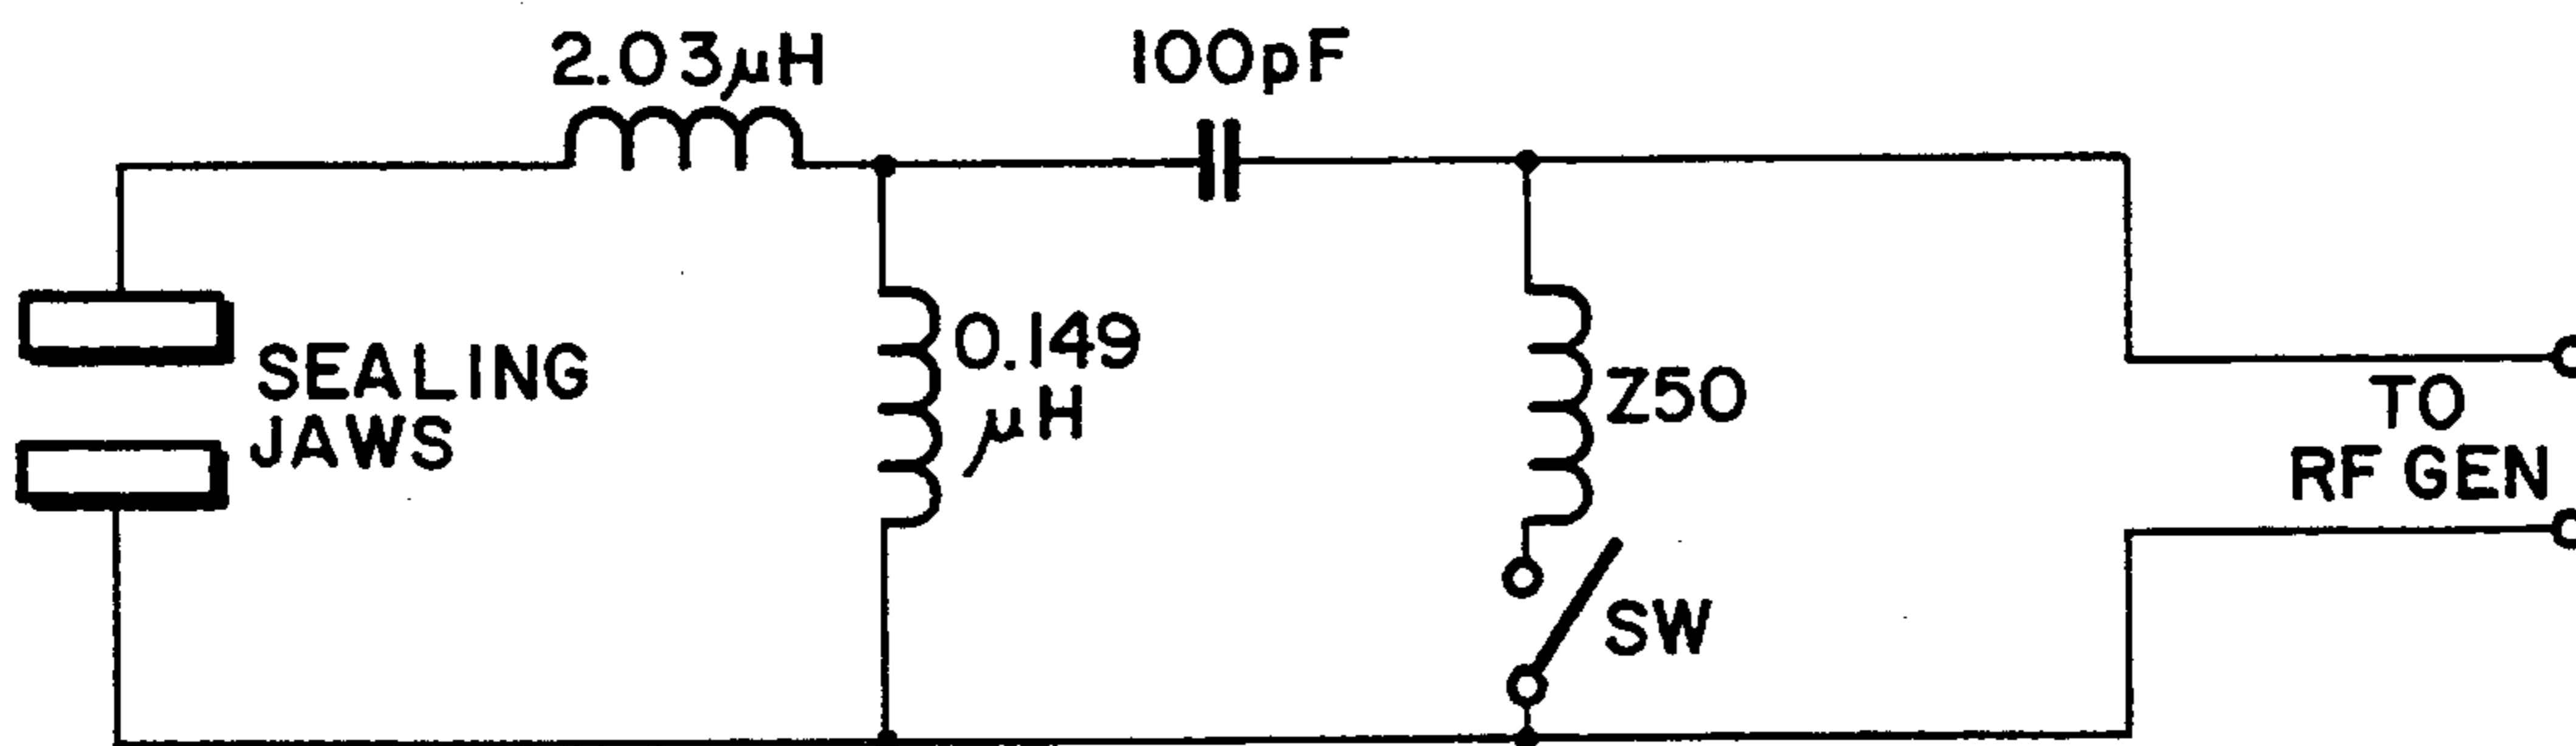 2.03μH
100pF
SEALING
JAWS
0.149
μH
Z50
SW
TO
RF GEN